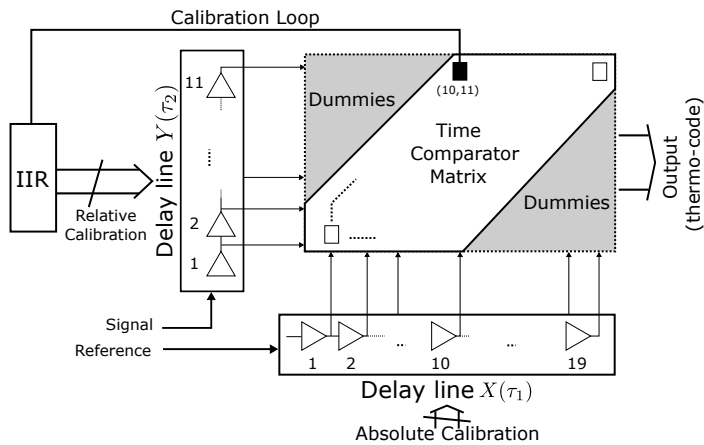 Calibration Loop
11
Dummies
(10,11)
Time
Comparator
Matrix
Output
(thermo-code)
IIR
Relative
Calibration
Delay line Y(τ₂)
2
1
Dummies
Signal
Reference
1 2 ... 10 ... 19
Delay line X(τ₁)
Absolute Calibration